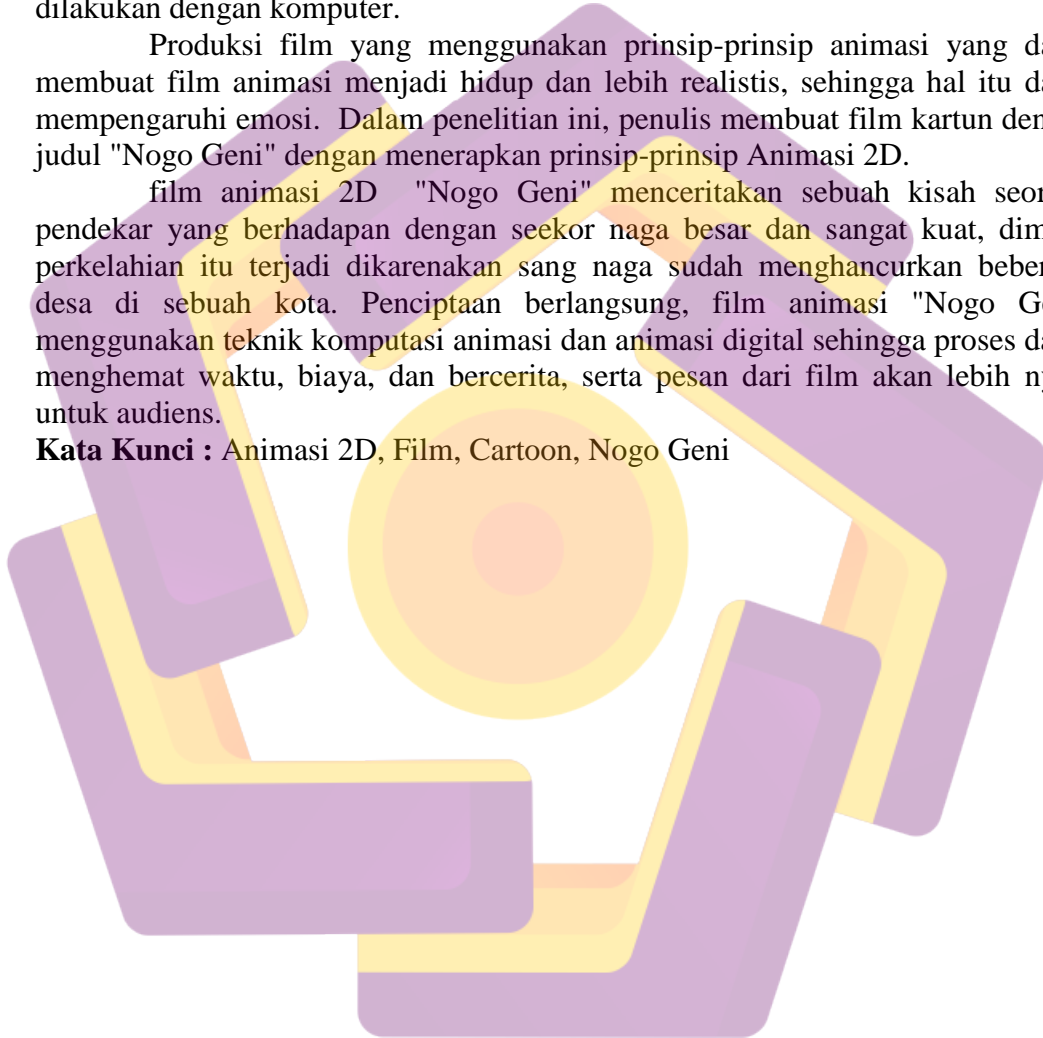 dilakukan dengan komputer.
Produksi film yang menggunakan prinsip-prinsip animasi yang da
membuat film animasi menjadi hidup dan lebih realistis, sehingga hal itu da
mempengaruhi emosi. Dalam penelitian ini, penulis membuat film kartun den
judul "Nogo Geni" dengan menerapkan prinsip-prinsip Animasi 2D.
film animasi 2D "Nogo Geni" menceritakan sebuah kisah seor
pendekar yang berhadapan dengan seekor naga besar dan sangat kuat, dim
perkelahian itu terjadi dikarenakan sang naga sudah menghancurkan beber
desa di sebuah kota. Penciptaan berlangsung, film animasi "Nogo Ge
menggunakan teknik komputasi animasi dan animasi digital sehingga proses da
menghemat waktu, biaya, dan bercerita, serta pesan dari film akan lebih ny
untuk audiens.
Kata Kunci : Animasi 2D, Film, Cartoon, Nogo Geni